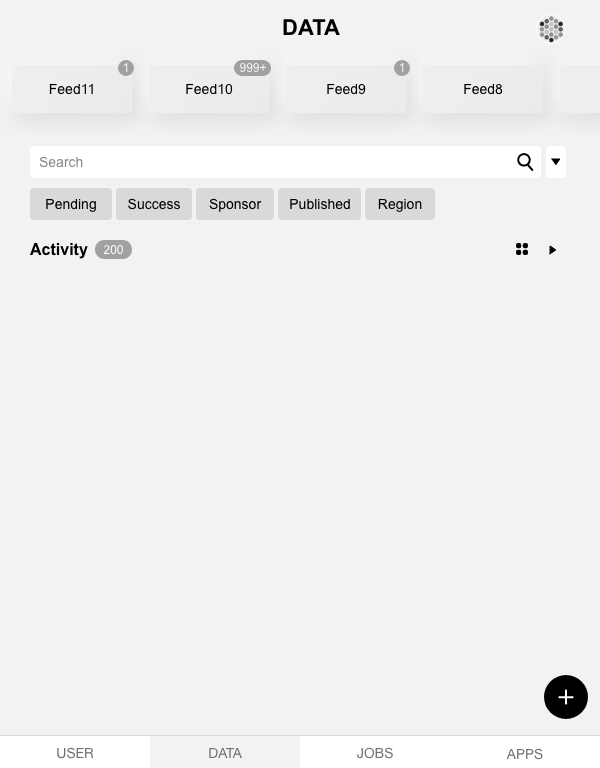 DATA
1
999+
1
Feed11
Feed10
Feed9
Feed8
Search
Pending
Success
Sponsor
Published
Region
Activity 200
USER
DATA
JOBS
APPS